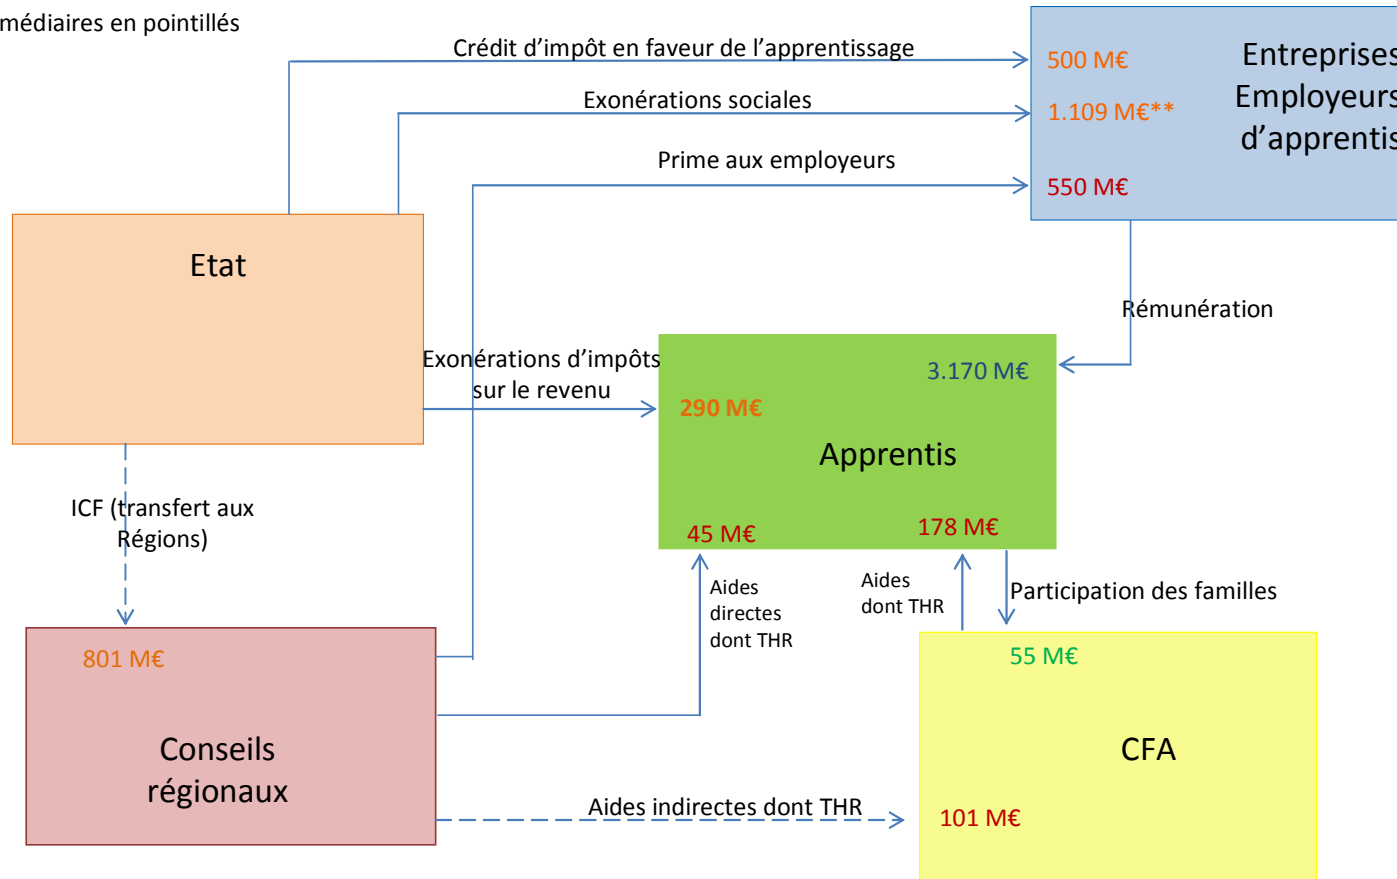 médiaires en pointillés
Crédit d’impôt en faveur de l’apprentissage
500 M€
Entreprises
Employeurs
d’apprentis
Exonérations sociales
1.109 M€**
Prime aux employeurs
550 M€
Etat
Rémunération
Exonérations d’impôts
sur le revenu
3.170 M€
290 M€
Apprentis
ICF (transfert aux
Régions)
45 M€
178 M€
Aides
directes
dont THR
Aides
dont THR
Participation des familles
801 M€
55 M€
Conseils
régionaux
CFA
Aides indirectes dont THR
101 M€